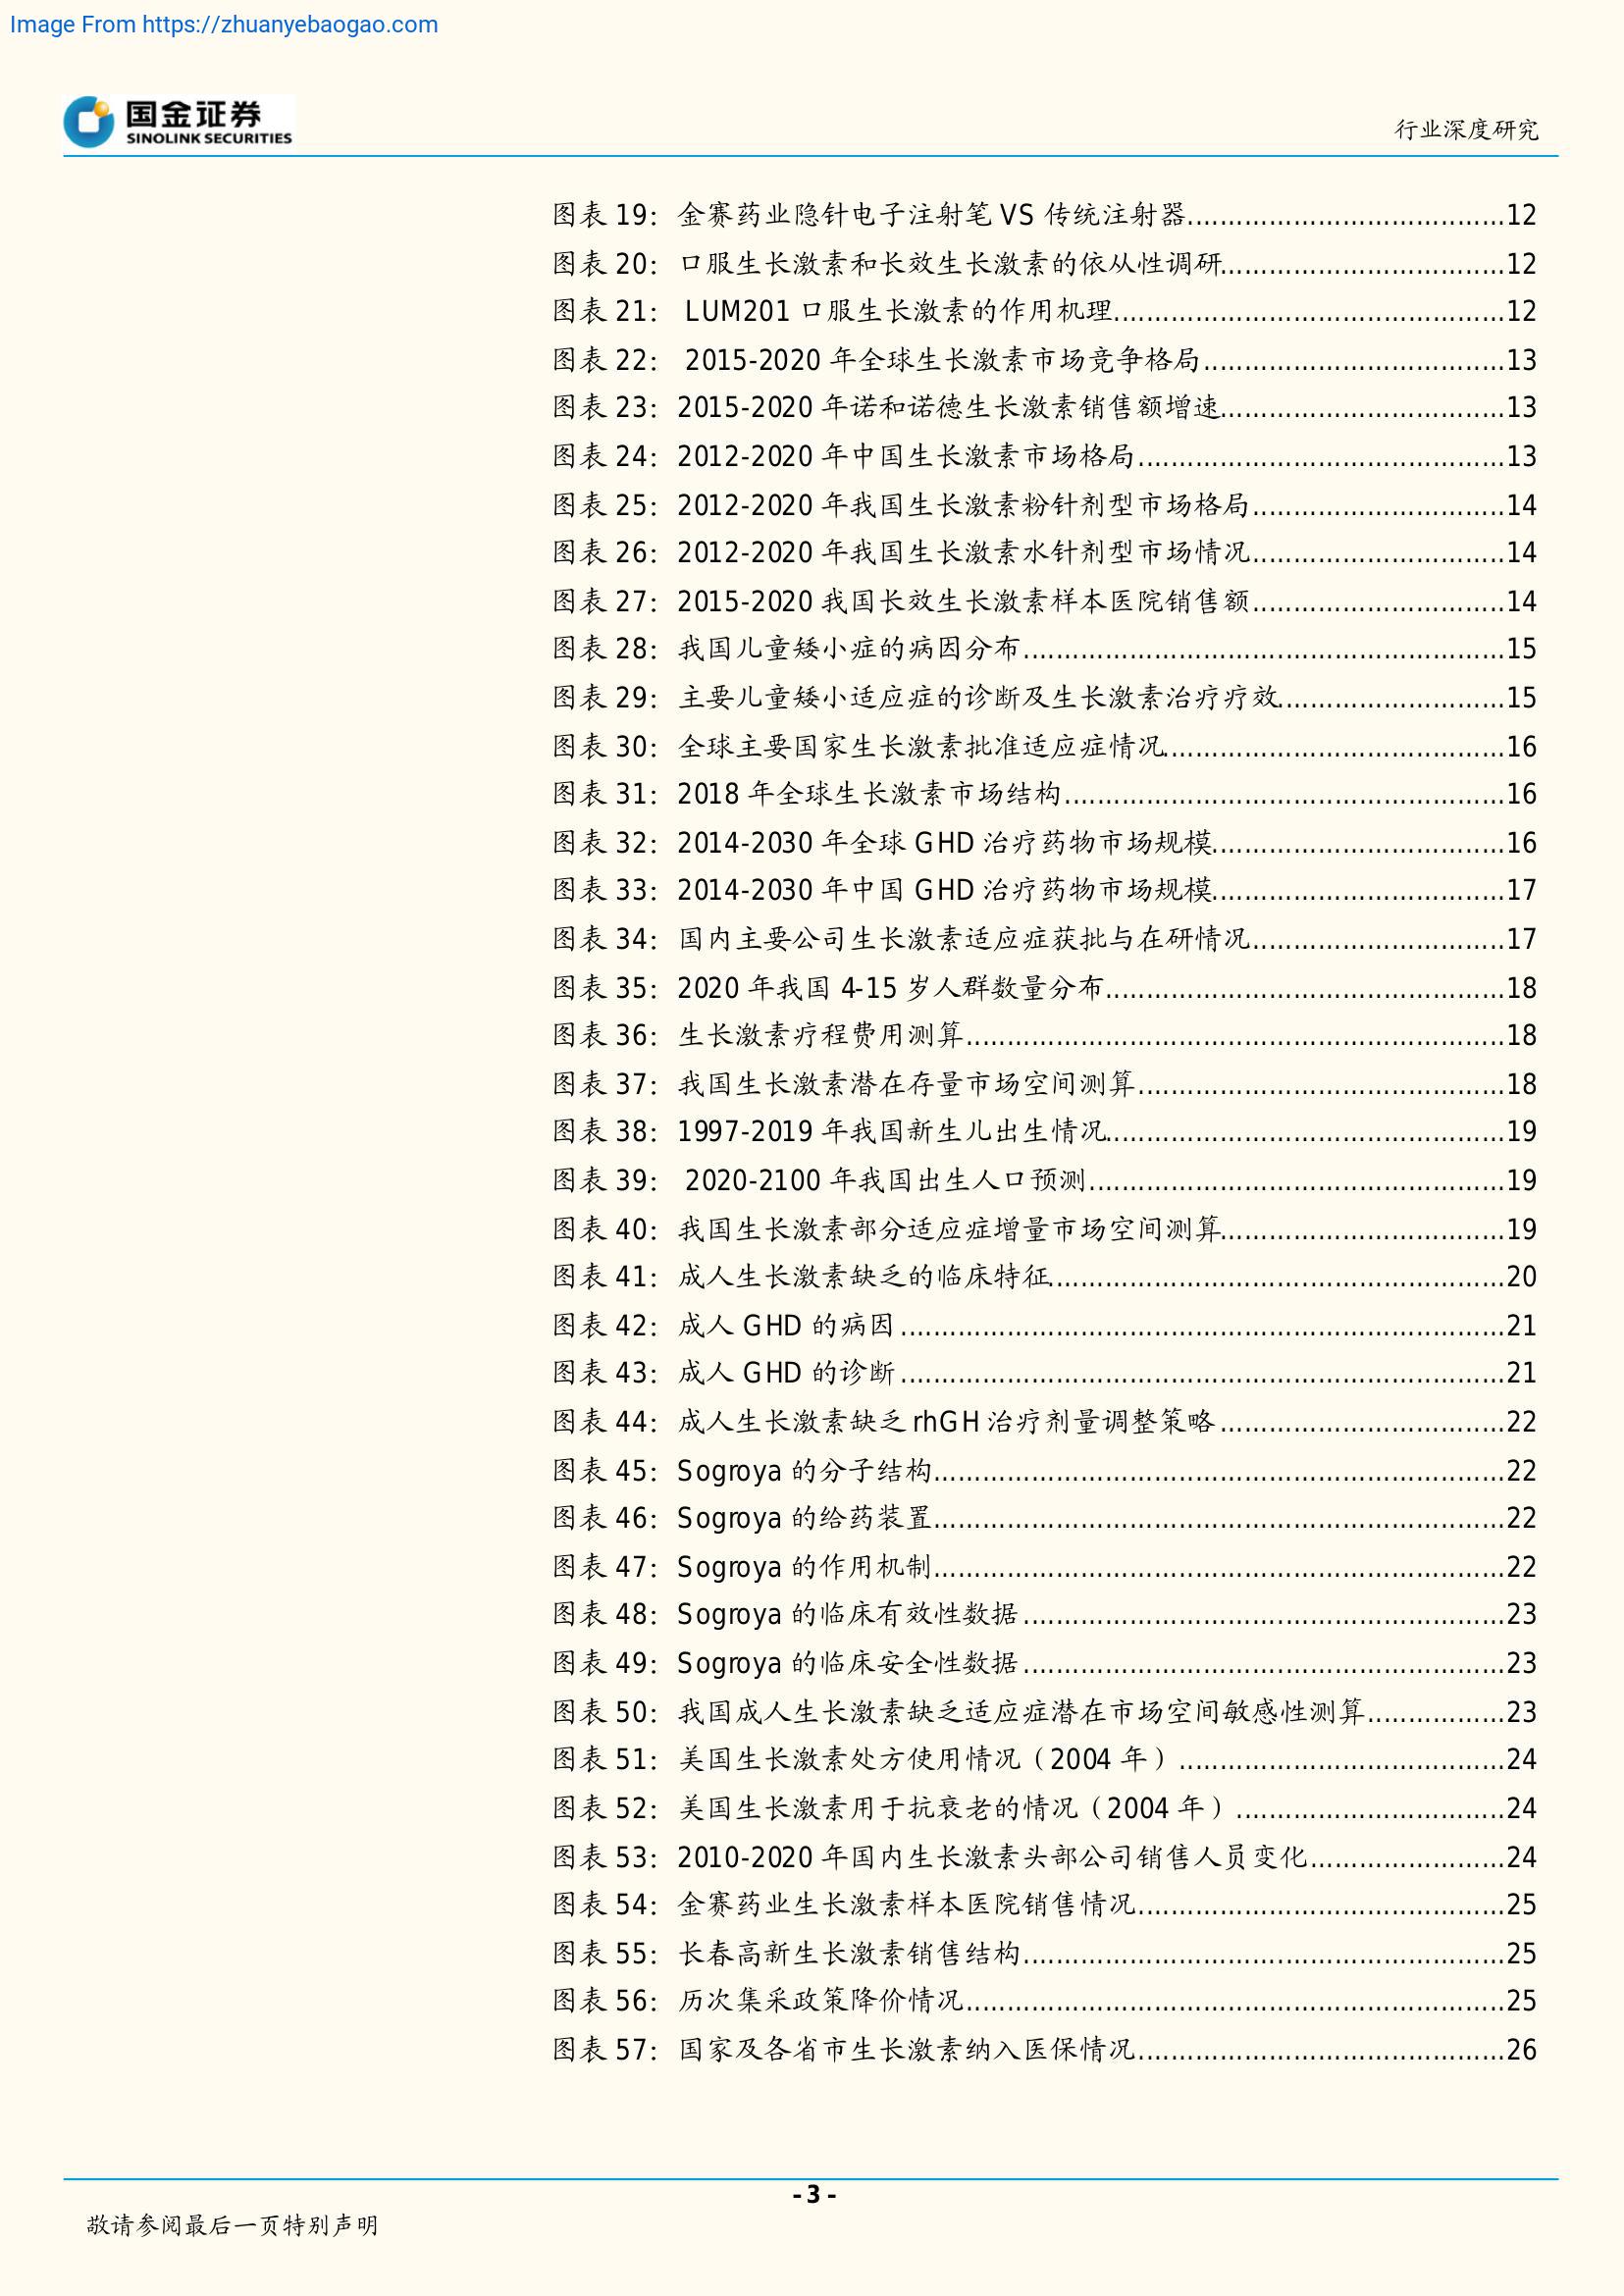 Image From https://zhuanyebaogao.com
国金证券
SINOLINK SECURITIES
行业深度研究
图表 19：金赛药业隐针电子注射笔 VS 传统注射器.......................................12
图表 20：口服生长激素和长效生长激素的依从性调研...................................12
图表 21： LUM201 口服生长激素的作用机理................................................12
图表 22： 2015-2020 年全球生长激素市场竞争格局.....................................13
图表 23：2015-2020 年诺和诺德生长激素销售额增速...................................13
图表 24：2012-2020 年中国生长激素市场格局.............................................13
图表 25：2012-2020 年我国生长激素粉针剂型市场格局...............................14
图表 26：2012-2020 年我国生长激素水针剂型市场情况...............................14
图表 27：2015-2020 我国长效生长激素样本医院销售额...............................14
图表 28：我国儿童矮小症的病因分布...........................................................15
图表 29：主要儿童矮小适应症的诊断及生长激素治疗疗效............................15
图表 30：全球主要国家生长激素批准适应症情况..........................................16
图表 31：2018 年全球生长激素市场结构......................................................16
图表 32：2014-2030 年全球 GHD 治疗药物市场规模....................................16
图表 33：2014-2030 年中国 GHD 治疗药物市场规模....................................17
图表 34：国内主要公司生长激素适应症获批与在研情况...............................17
图表 35：2020 年我国 4-15 岁人群数量分布.................................................18
图表 36：生长激素疗程费用测算..................................................................18
图表 37：我国生长激素潜在存量市场空间测算.............................................18
图表 38：1997-2019 年我国新生儿出生情况.................................................19
图表 39： 2020-2100 年我国出生人口预测...................................................19
图表 40：我国生长激素部分适应症增量市场空间测算...................................19
图表 41：成人生长激素缺乏的临床特征........................................................20
图表 42：成人 GHD 的病因..........................................................................21
图表 43：成人 GHD 的诊断..........................................................................21
图表 44：成人生长激素缺乏 rhGH 治疗剂量调整策略...................................22
图表 45：Sogroya 的分子结构......................................................................22
图表 46：Sogroya 的给药装置......................................................................22
图表 47：Sogroya 的作用机制......................................................................22
图表 48：Sogroya 的临床有效性数据...........................................................23
图表 49：Sogroya 的临床安全性数据...........................................................23
图表 50：我国成人生长激素缺乏适应症潜在市场空间敏感性测算.................23
图表 51：美国生长激素处方使用情况（2004 年）........................................24
图表 52：美国生长激素用于抗衰老的情况（2004 年）.................................24
图表 53：2010-2020 年国内生长激素头部公司销售人员变化........................24
图表 54：金赛药业生长激素样本医院销售情况.............................................25
图表 55：长春高新生长激素销售结构...........................................................25
图表 56：历次集采政策降价情况..................................................................25
图表 57：国家及各省市生长激素纳入医保情况.............................................26
- 3 -
敬请参阅最后一页特别声明